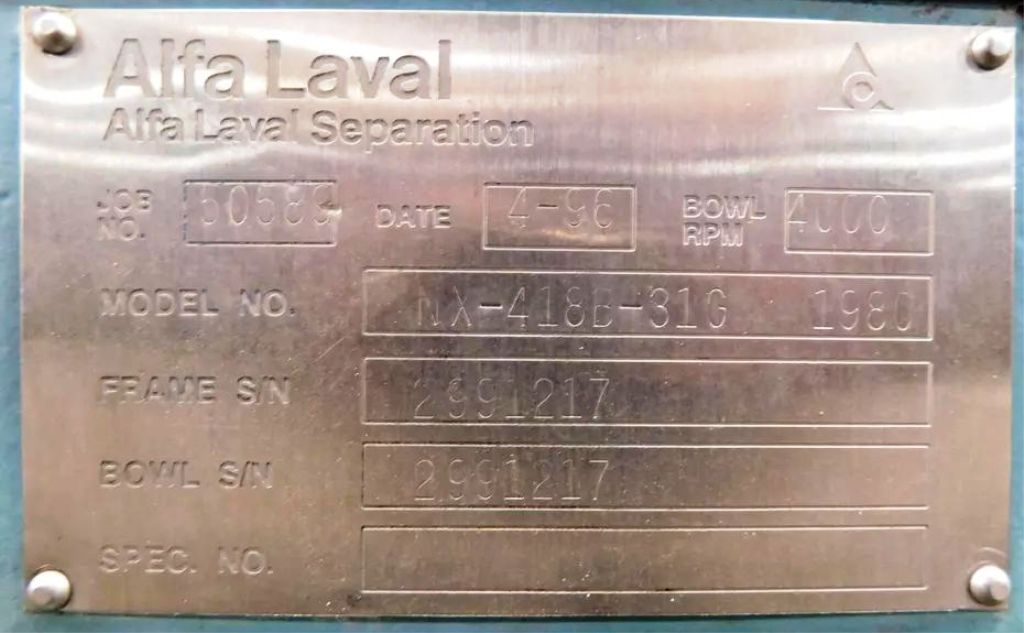 Alfa Laval
Alfa Laval Separation
JOB NO. DATE 4-96 BOWL RPM 4000
MODEL NO. NX-418B-31G 1980
FRAME S/N 2991217
BOWL S/N 2991217
SPEC. NO.